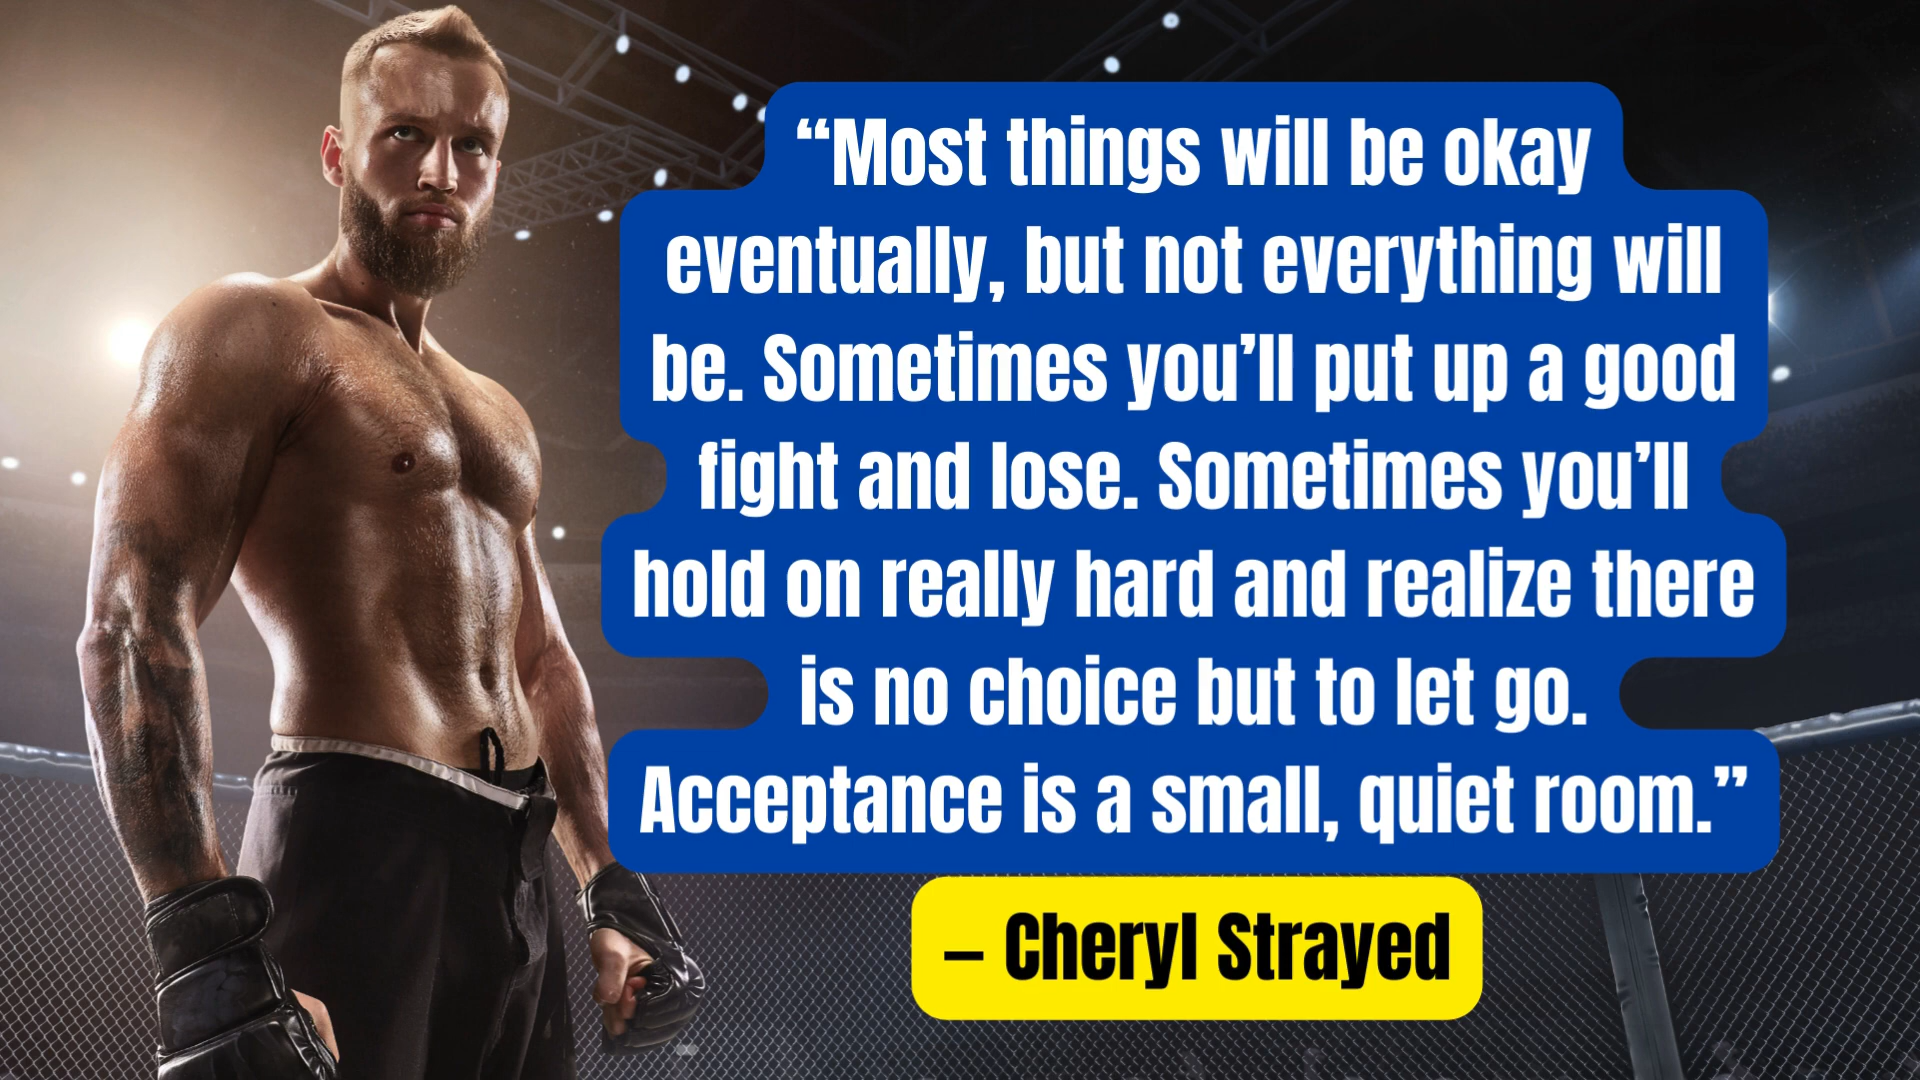 “Most things will be okay
eventually, but not everything will
be. Sometimes you’ll put up a good
fight and lose. Sometimes you’ll
hold on really hard and realize there
is no choice but to let go.
Acceptance is a small, quiet room.”
– Cheryl Strayed